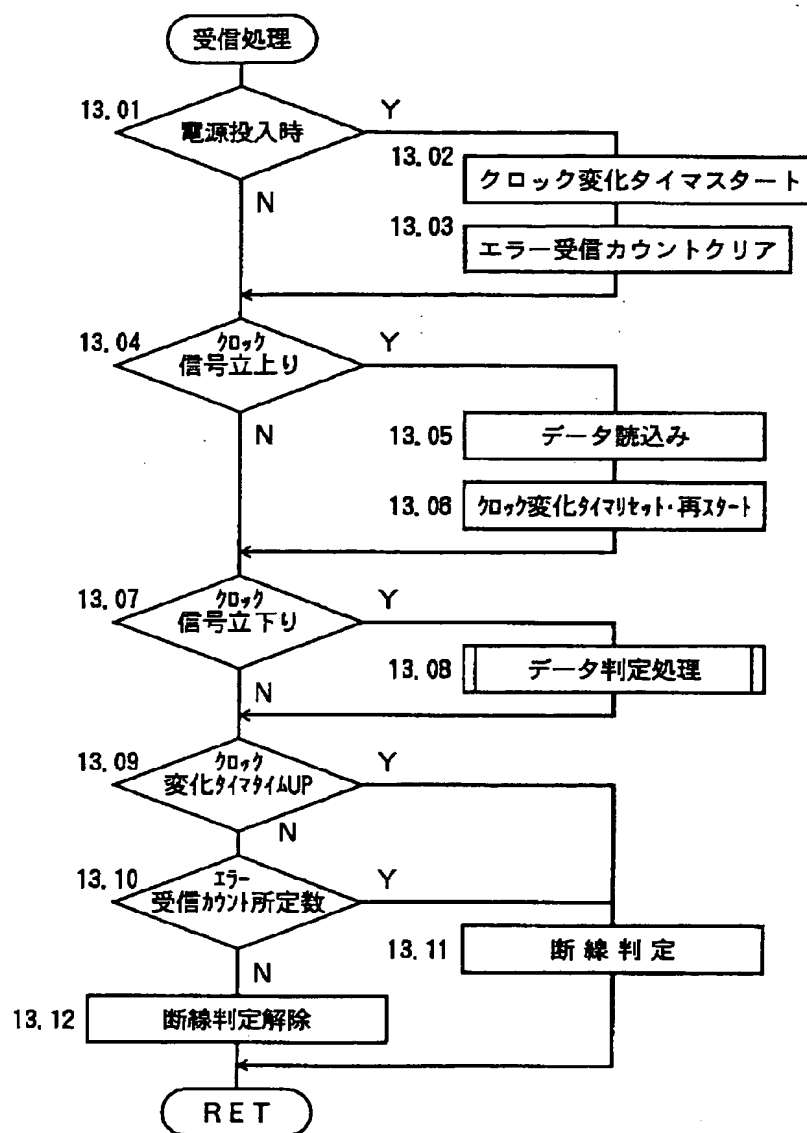 受信処理
13.01
電源投入時
Y
N
13.02
クロック変化タイマスタート
13.03
エラー受信カウントクリア
13.04
クロック
信号立上り
Y
N
13.05
データ読込み
13.06
クロック変化タイマリセット・再スタート
13.07
クロック
信号立下り
Y
N
13.08
データ判定処理
13.09
クロック
変化タイマタイムUP
Y
N
13.10
エラー
受信カウント所定数
Y
N
13.11
断線判定
13.12
断線判定解除
RET